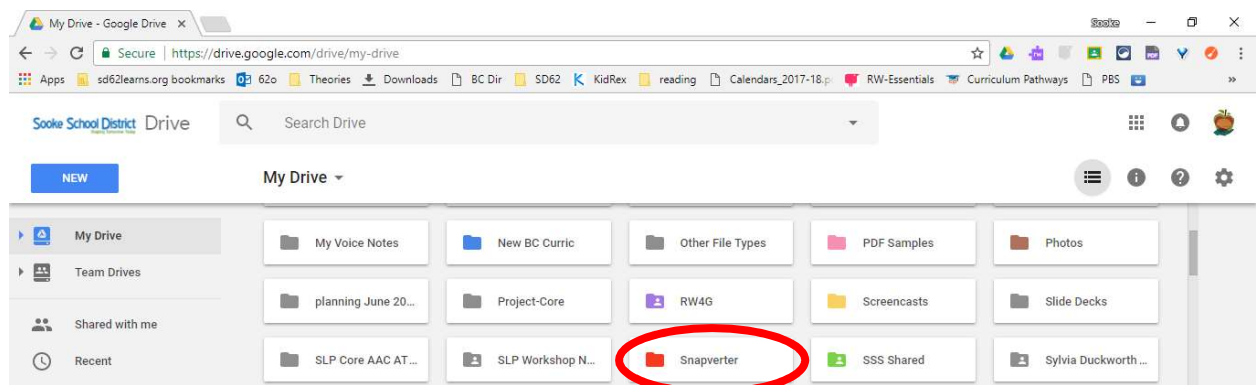 My Drive - Google Drive
Sooke
Secure | https://drive.google.com/drive/my-drive
Apps sd62learns.org bookmarks 62o Theories Downloads BC Dir SD62 KidRex reading Calendars_2017-18.p RW-Essentials Curriculum Pathways PBS »
Sooke School District Drive Search Drive
NEW My Drive
My Drive My Voice Notes New BC Curric Other File Types PDF Samples Photos
Team Drives
planning June 20... Project-Core RW4G Screencasts Slide Decks
Shared with me
Recent SLP Core AAC AT ... SLP Workshop N... Snapverter SSS Shared Sylvia Duckworth ...